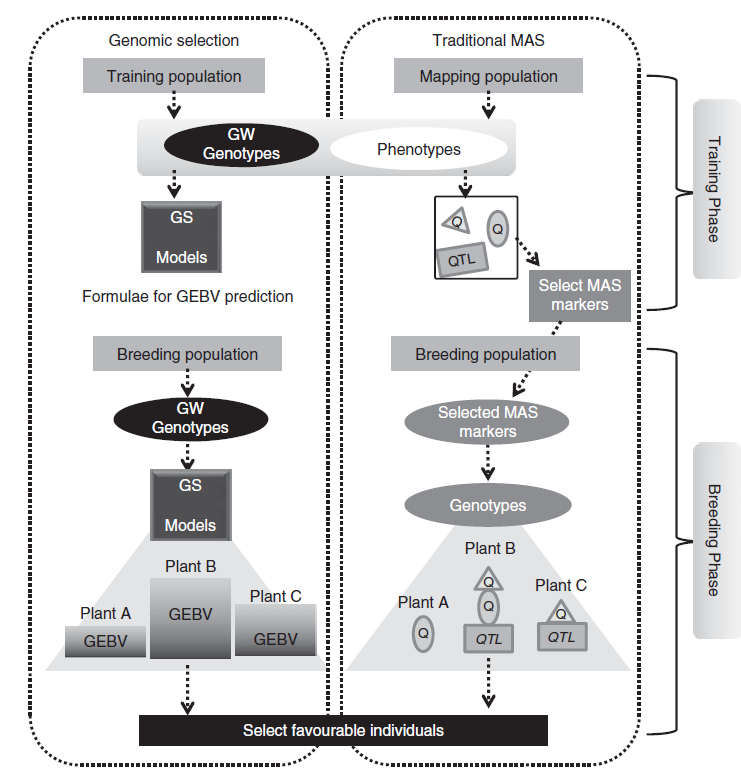 Genomic selection
Traditional MAS
Training population
Mapping population
GW
Genotypes
Phenotypes
GS
Models
Formulae for GEBV prediction
Q
Q
QTL
Select MAS
markers
Training Phase
Breeding population
Breeding population
GW
Genotypes
Selected MAS
markers
GS
Models
Genotypes
Plant A
Plant B
Plant C
GEBV
GEBV
GEBV
Plant A
Plant B
Plant C
Q
Q
Q
QTL
Q
QTL
Breeding Phase
Select favourable individuals